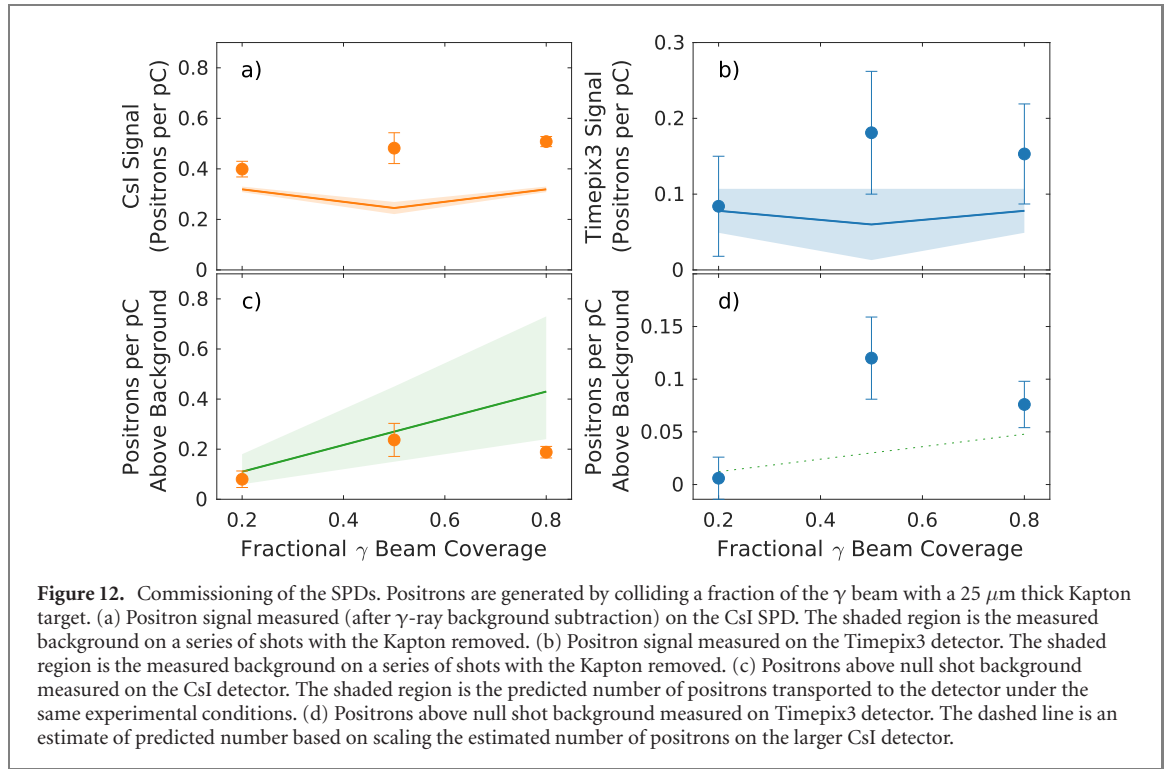 a)
CsI Signal
(Positrons per pC)
0.8
0.6
0.4
0.2
0
b)
Timepix3 Signal
(Positrons per pC)
0.3
0.2
0.1
0
c)
Positrons per pC
Above Background
0.8
0.6
0.4
0.2
0
0.2 0.4 0.6 0.8
Fractional γ Beam Coverage
d)
Positrons per pC
Above Background
0.15
0.1
0.05
0
0.2 0.4 0.6 0.8
Fractional γ Beam Coverage
Figure 12. Commissioning of the SPDs. Positrons are generated by colliding a fraction of the γ beam with a 25 μm thick Kapton
target. (a) Positron signal measured (after γ-ray background subtraction) on the CsI SPD. The shaded region is the measured
background on a series of shots with the Kapton removed. (b) Positron signal measured on the Timepix3 detector. The shaded
region is the measured background on a series of shots with the Kapton removed. (c) Positrons above null shot background
measured on the CsI detector. The shaded region is the predicted number of positrons transported to the detector under the
same experimental conditions. (d) Positrons above null shot background measured on Timepix3 detector. The dashed line is an
estimate of predicted number based on scaling the estimated number of positrons on the larger CsI detector.